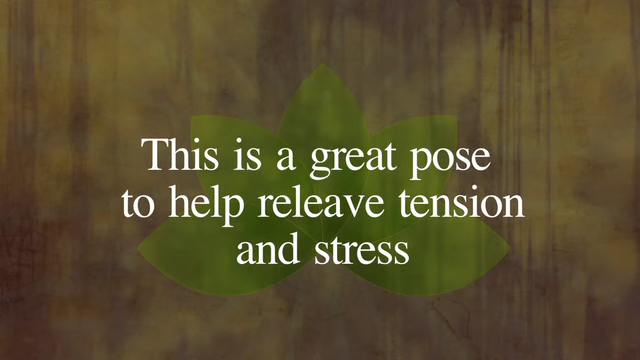 This is a great pose
to help releave tension
and stress